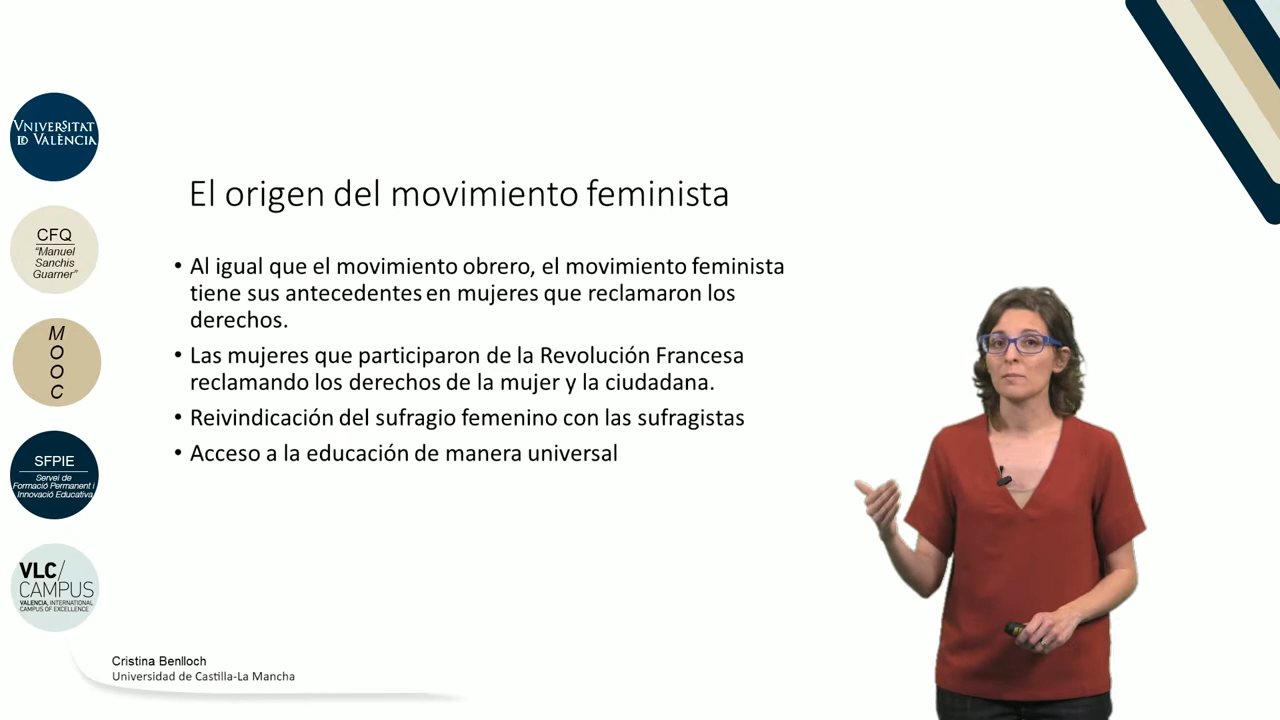 VNIVERSITAT
ID VALÈNCIA
CFQ
"Manuel
Sanchis
Guarner"
M
O
O
C
SFPIE
Servei de
Formació Permanent i
Innovació Educativa
VLC/
CAMPUS
VALENCIA, INTERNATIONAL
CAMPUS OF EXCELLENCE
El origen del movimiento feminista
• Al igual que el movimiento obrero, el movimiento feminista
tiene sus antecedentes en mujeres que reclamaron los
derechos.
• Las mujeres que participaron de la Revolución Francesa
reclamando los derechos de la mujer y la ciudadana.
• Reivindicación del sufragio femenino con las sufragistas
• Acceso a la educación de manera universal
Cristina Benlloch
Universidad de Castilla-La Mancha